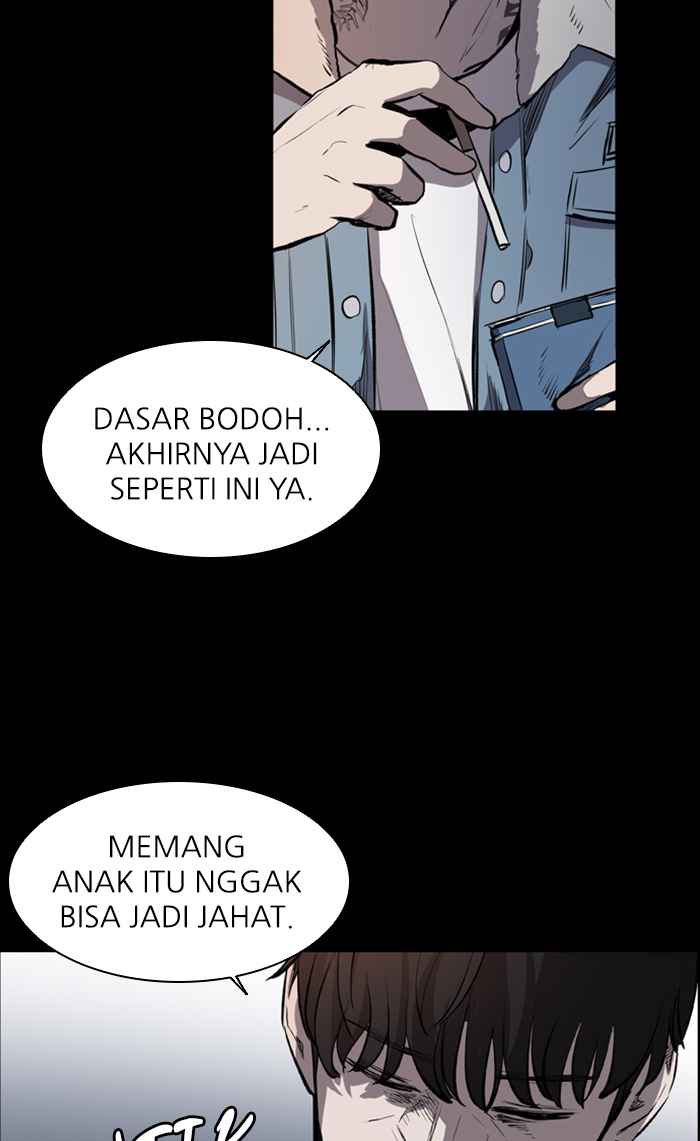 DASAR BODOH...
AKHIRNYA JADI
SEPERTI INI YA.
MEMANG
ANAK ITU NGGAK
BISA JADI JAHAT.